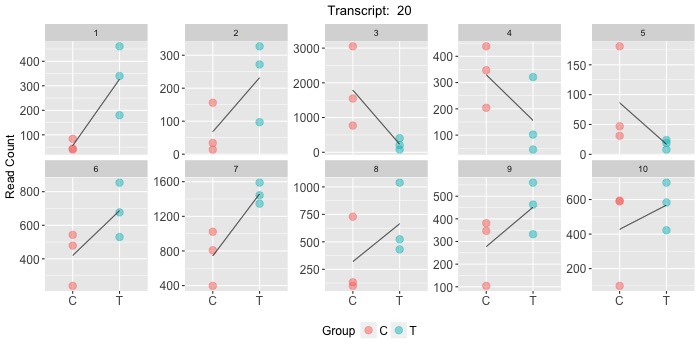 Transcript: 20
1 2 3 4 5
400 300 200 100
300 200 100 0
3000 2000 1000 0
400 300 200 100
150 100 50 0
Read Count
6 7 8 9 10
800 600 400
1600 1200 800 400
1000 750 500 250
500 400 300 200 100
600 400 200
C T C T C T C T C T
Group C T